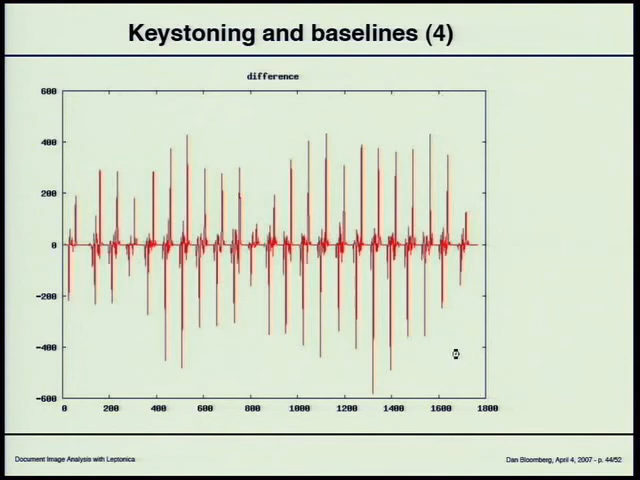 Keystoning and baselines (4)
difference
600
400
200
0
-200
-400
-600
0 200 400 600 800 1000 1200 1400 1600 1800
Document Image Analysis with Leptonica
Dan Bloomberg, April 4, 2007 - p. 44/52